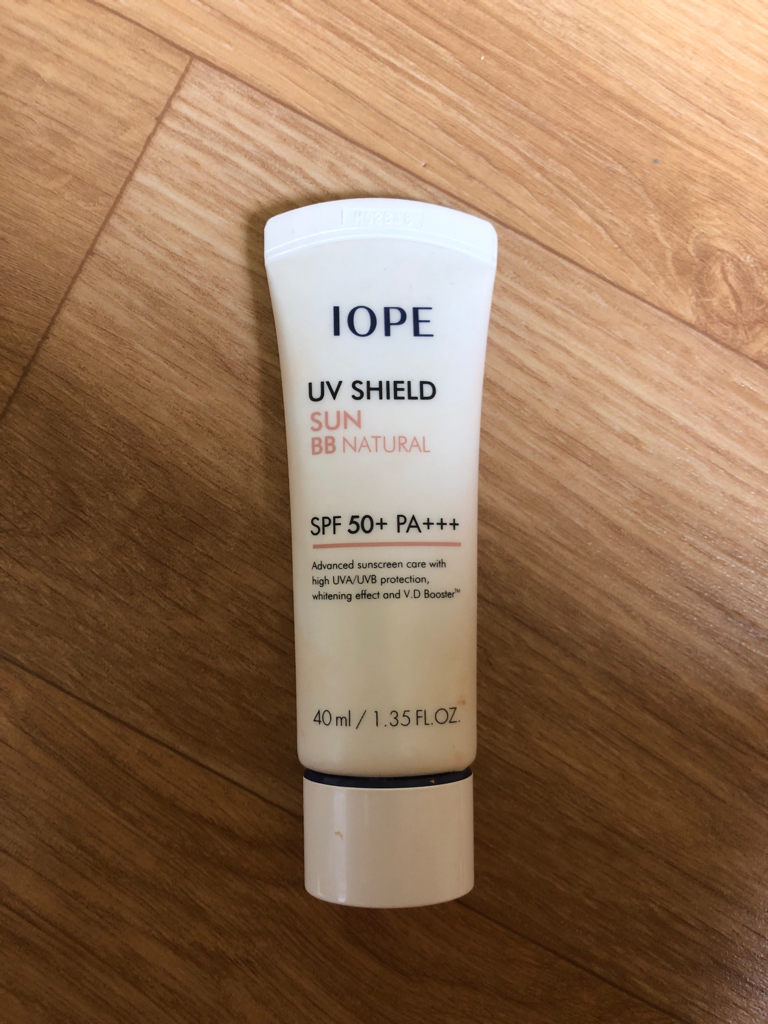 IOPE
UV SHIELD
SUN
BB NATURAL
SPF 50+ PA+++
Advanced sunscreen care with
high UVA/UVB protection,
whitening effect and V.D Booster™
40 ml / 1.35 FL.OZ.